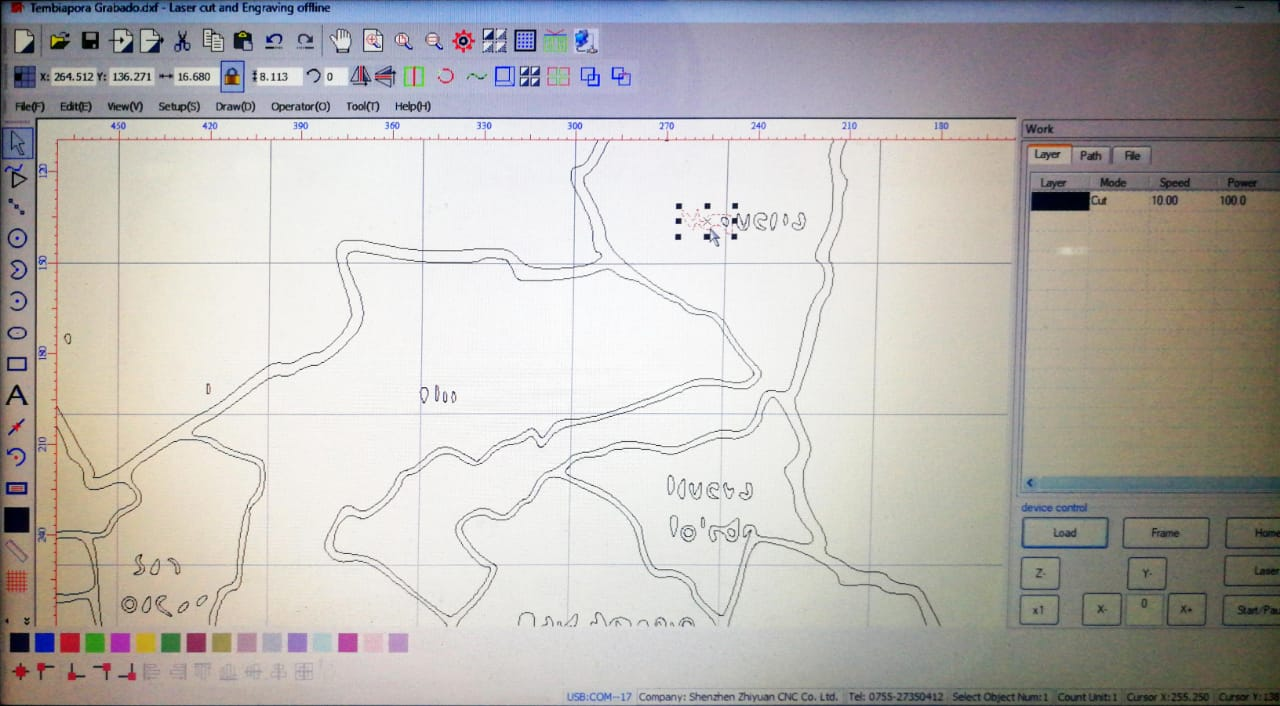 Tembiapora Grabado.dxf - Laser cut and Engraving offline
X: 264.512 Y: 136.271 16.680 8.113 0
File(F) Edit(E) View(V) Setup(S) Draw(D) Operator(O) Tool(T) Help(H)
450 420 390 360 330 300 270 240 210 180
120
150
180
210
240
Work
Layer Path File
Layer Mode Speed Power
Cut 10.00 100.0
device control
Load Frame Home
Z- Y- Laser
x1 X- 0 X+ Start/Pau
A
USB:COM--17 Company: Shenzhen Zhiyuan CNC Co. Ltd. Tel: 0755-27350412 Select Object Num:1 Count Unit:1 Cursor X:255.250 Cursor Y:138